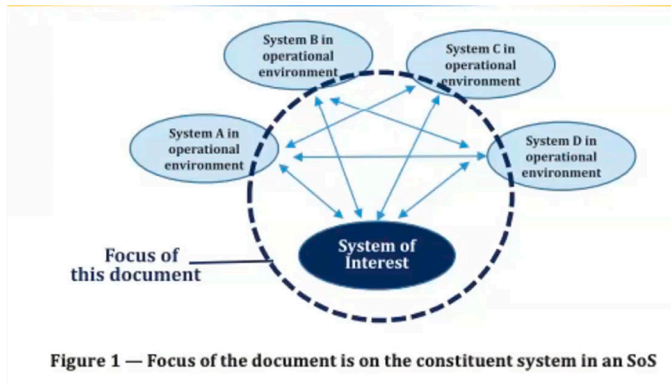 System B in
operational
environment
System C in
operational
environment
System A in
operational
environment
System D in
operational
environment
System of
Interest
Focus of
this document
Figure 1 — Focus of the document is on the constituent system in an SoS